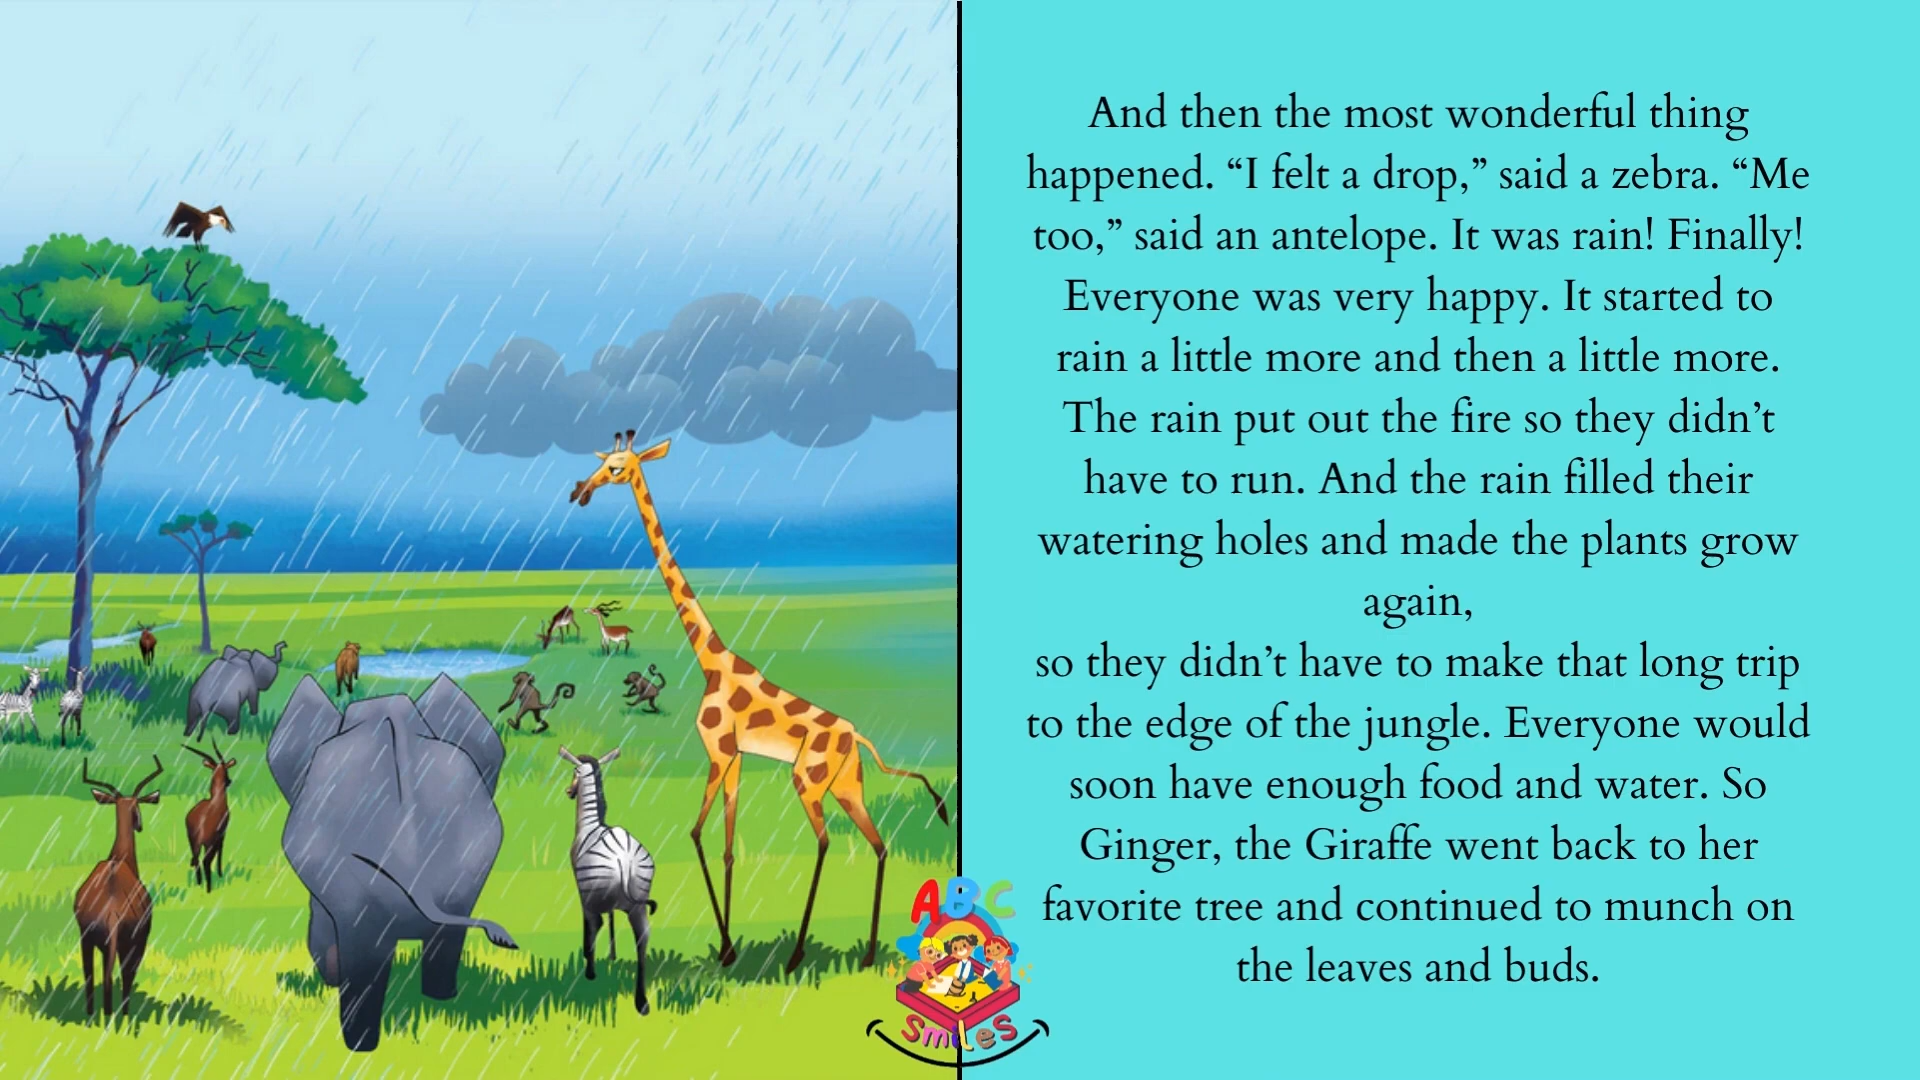 And then the most wonderful thing
happened. “I felt a drop,” said a zebra. “Me
too,” said an antelope. It was rain! Finally!
Everyone was very happy. It started to
rain a little more and then a little more.
The rain put out the fire so they didn’t
have to run. And the rain filled their
watering holes and made the plants grow
again,
so they didn’t have to make that long trip
to the edge of the jungle. Everyone would
soon have enough food and water. So
Ginger, the Giraffe went back to her
favorite tree and continued to munch on
the leaves and buds.
ABC
SmileS